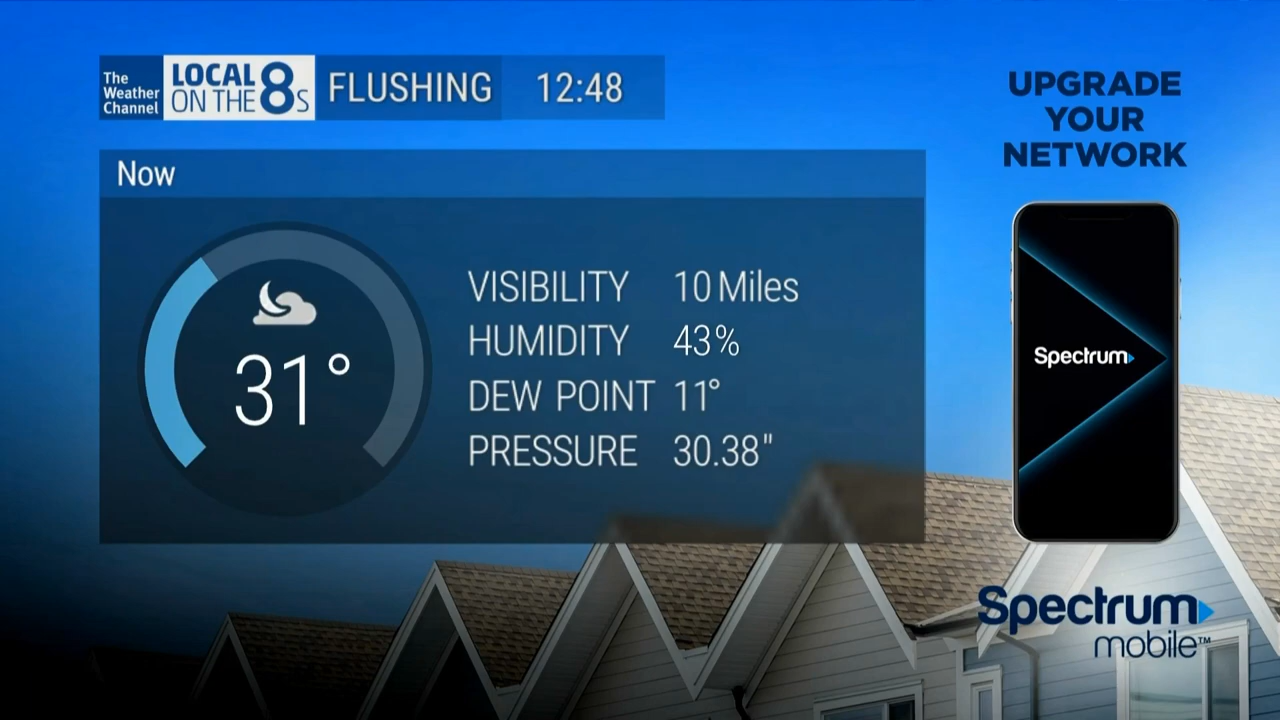 The Weather Channel
LOCAL ON THE 8s
FLUSHING 12:48
Now
31°
VISIBILITY 10 Miles
HUMIDITY 43%
DEW POINT 11°
PRESSURE 30.38"
UPGRADE
YOUR
NETWORK
Spectrum
Spectrum
mobile™